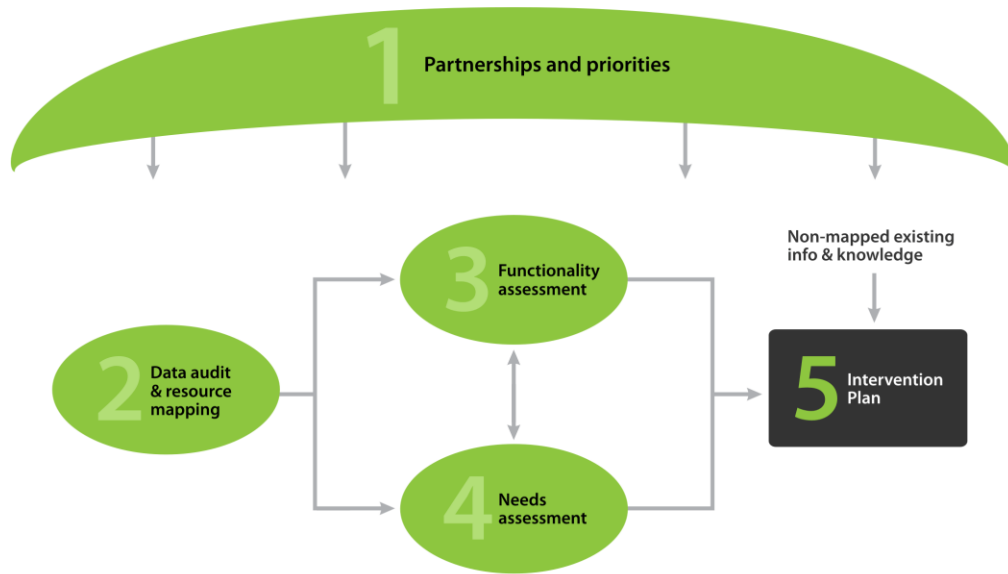 1 Partnerships and priorities
Non-mapped existing
info & knowledge
3 Functionality
assessment
2 Data audit
& resource
mapping
5 Intervention
Plan
4 Needs
assessment